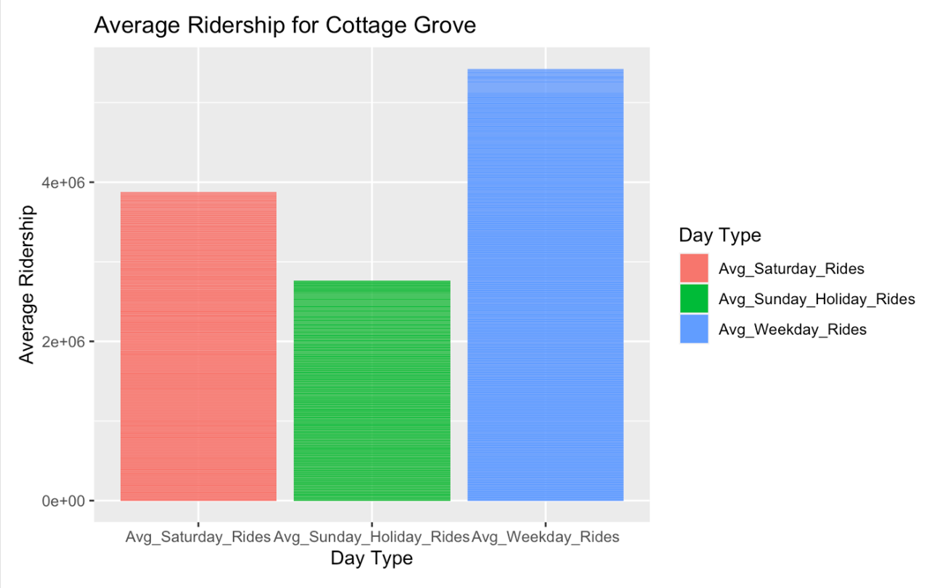 Average Ridership for Cottage Grove
Average Ridership
4e+06
2e+06
0e+00
Avg_Saturday_Rides Avg_Sunday_Holiday_Rides Avg_Weekday_Rides
Day Type
Day Type
Avg_Saturday_Rides
Avg_Sunday_Holiday_Rides
Avg_Weekday_Rides